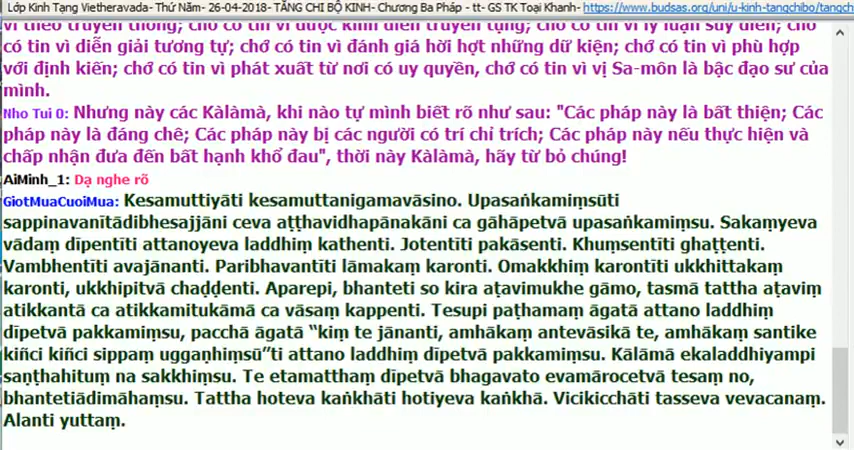 Lớp Kinh Tạng Vietheravada- Thứ Năm- 26-04-2018- TĂNG CHI BỘ KINH- Chương Ba Pháp - tt- GS TK Toại Khanh- https://www.budsas.org/uni/u-kinh-tangchibo/tangch
vì theo truyền thống; chớ có tin vì được kinh điển truyền tụng; chớ có tin vì lý luận suy diễn; chớ
có tin vì diễn giải tương tự; chớ có tin vì đánh giá hời hợt những dữ kiện; chớ có tin vì phù hợp
với định kiến; chớ có tin vì phát xuất từ nơi có uy quyền, chớ có tin vì vị Sa-môn là bậc đạo sư của
mình.
Nho Tui 0: Nhưng này các Kàlàmà, khi nào tự mình biết rõ như sau: "Các pháp này là bất thiện; Các
pháp này là đáng chê; Các pháp này bị các người có trí chỉ trích; Các pháp này nếu thực hiện và
chấp nhận đưa đến bất hạnh khổ đau", thời này Kàlàmà, hãy từ bỏ chúng!
AiMinh_1: Dạ nghe rõ
GiotMuaCuoiMua: Kesamuttiyāti kesamuttanigamavāsino. Upasaṅkamiṃsūti
sappinavanītādibhesajjāni ceva aṭṭhavidhapānakāni ca gāhāpetvā upasaṅkamiṃsu. Sakaṃyeva
vādaṃ dīpentīti attanoyeva laddhiṃ kathenti. Jotentīti pakāsenti. Khuṃsentīti ghaṭṭenti.
Vambhentīti avajānanti. Paribhavantīti lāmakaṃ karonti. Omakkhiṃ karontīti ukkhittakaṃ
karonti, ukkhipitvā chaḍḍenti. Aparepi, bhanteti so kira aṭavimukhe gāmo, tasmā tattha aṭaviṃ
atikkantā ca atikkamitukāmā ca vāsaṃ kappenti. Tesupi paṭhamaṃ āgatā attano laddhiṃ
dīpetvā pakkamiṃsu, pacchā āgatā “kiṃ te jānanti, amhākaṃ antevāsikā te, amhākaṃ santike
kiñci kiñci sippaṃ uggaṇhiṃsū”ti attano laddhiṃ dīpetvā pakkamiṃsu. Kālāmā ekaladdhiyampi
saṇṭhahituṃ na sakkhiṃsu. Te etamatthaṃ dīpetvā bhagavato evamārocetvā tesaṃ no,
bhantetiādimāhaṃsu. Tattha hoteva kaṅkhāti hotiyeva kaṅkhā. Vicikicchāti tasseva vevacanaṃ.
Alanti yuttaṃ.